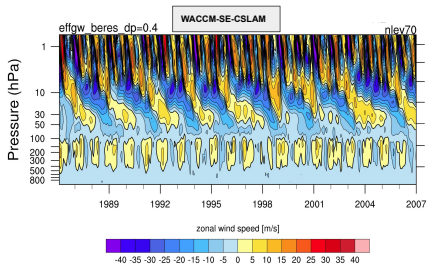 WACCM-SE-CSLAM
effgw_beres_dp=0.4 nlev70
Pressure (hPa)
1
10
30
50
100
200
300
500
800
1989 1992 1995 1998 2001 2004 2007
zonal wind speed [m/s]
-40 -35 -30 -25 -20 -15 -10 -5 0 5 10 15 20 25 30 35 40